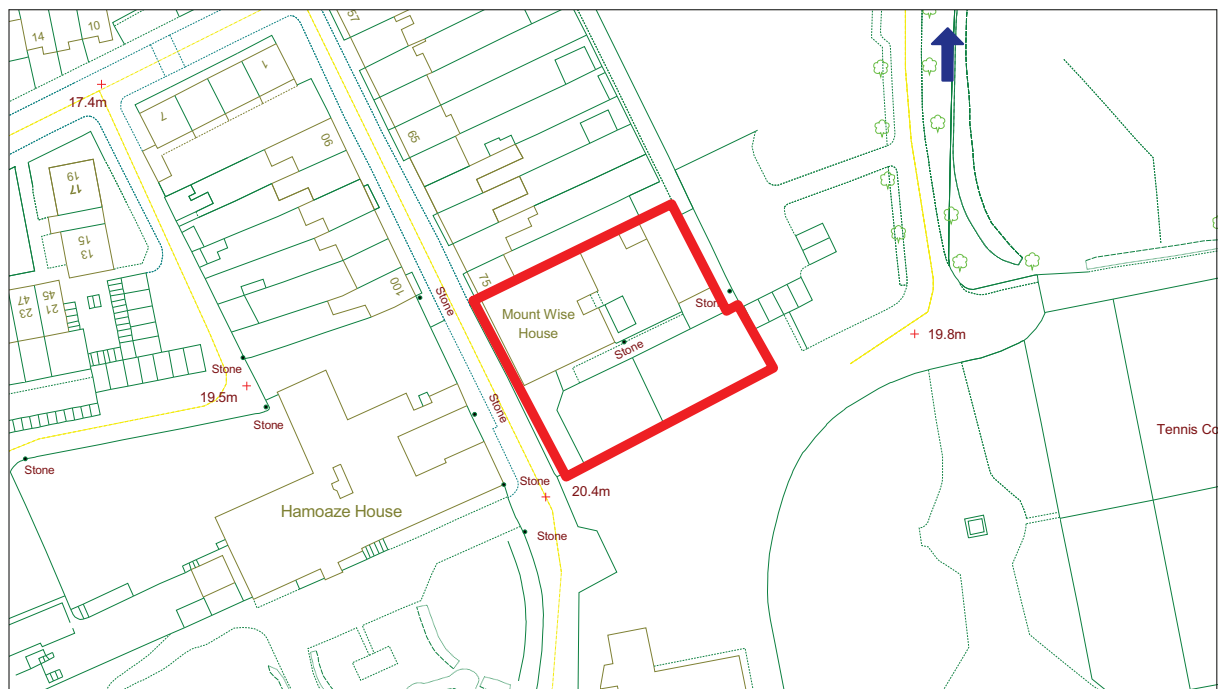 14
10
57
17.4m
1
7
65
90
19
17
15
13
75
100
45
21
47
23
Stone
Mount Wise
House
Stone
19.8m
Stone
Stone
19.5m
Stone
Stone
Tennis Co
Stone
Stone
20.4m
Hamoaze House
Stone